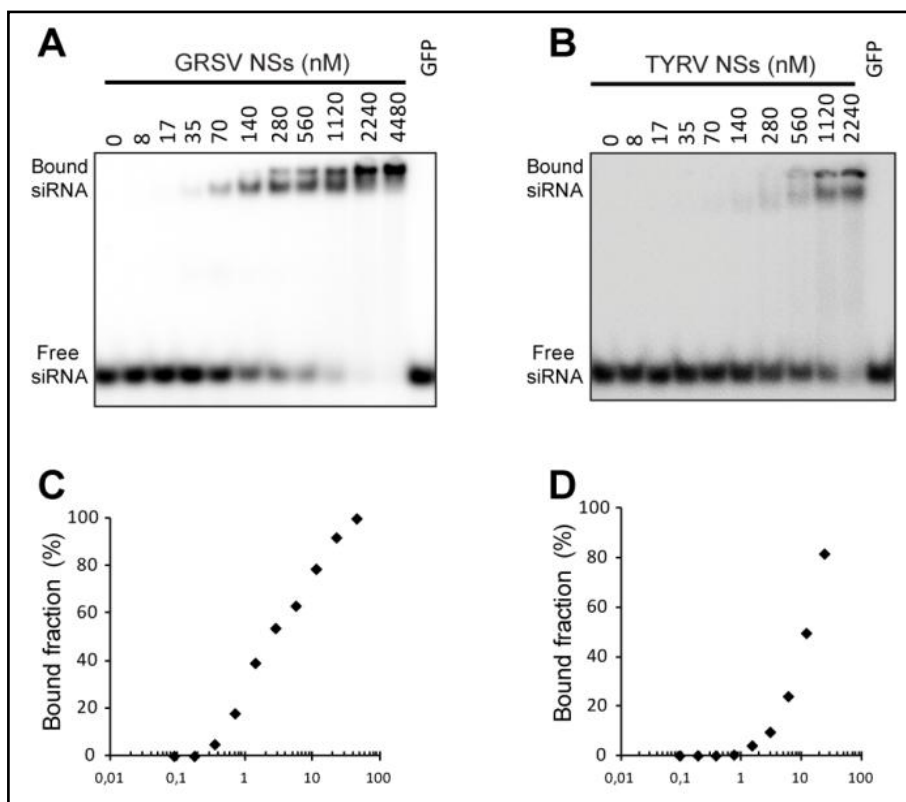 A
GRSV NSs (nM)
GFP
0 8 17 35 70 140 280 560 1120 2240 4480
Bound
siRNA
Free
siRNA
B
TYRV NSs (nM)
GFP
0 8 17 35 70 140 280 560 1120 2240
Bound
siRNA
Free
siRNA
C
Bound fraction (%)
100
80
60
40
20
0
0,01 0,1 1 10 100
D
Bound fraction (%)
100
80
60
40
20
0
0,01 0,1 1 10 100